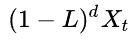 (1 − L)^d X_t